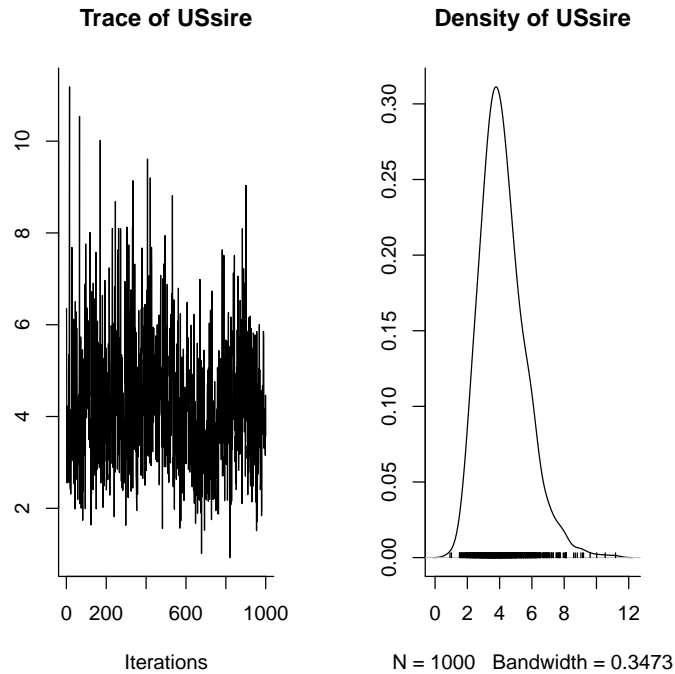 Trace of USsire
10
8
6
4
2
0 200 600 1000
Iterations
Density of USsire
0.30
0.25
0.20
0.15
0.10
0.05
0.00
0 2 4 6 8 12
N = 1000 Bandwidth = 0.3473